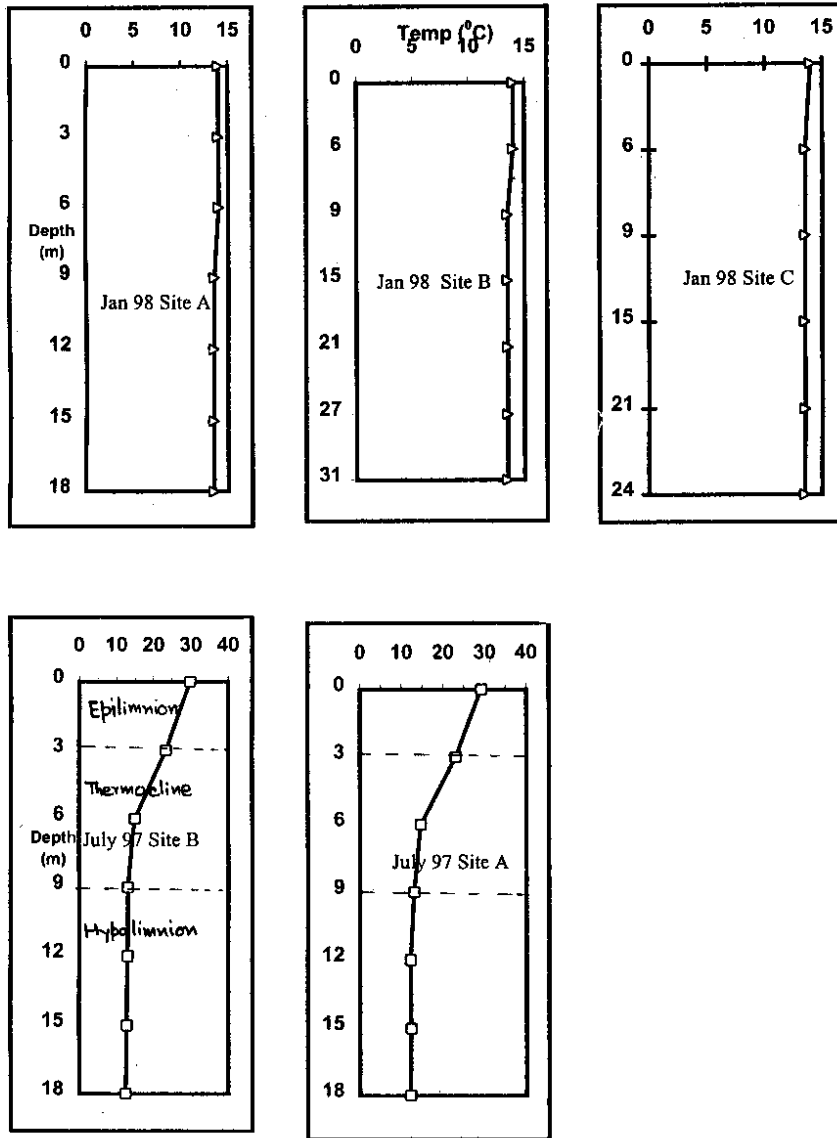 0 5 10 15
0
3
6
Depth
(m)
9
Jan 98 Site A
12
15
18
Temp (⁰C)
0 5 10 15
0
6
9
15
Jan 98 Site B
21
27
31
0 5 10 15
0
6
9
Jan 98 Site C
15
21
24
0 10 20 30 40
0
Epilimnion
3
Thermocline
6
Depth
(m)
July 97 Site B
9
Hypolimnion
12
15
18
0 10 20 30 40
0
3
6
July 97 Site A
9
12
15
18